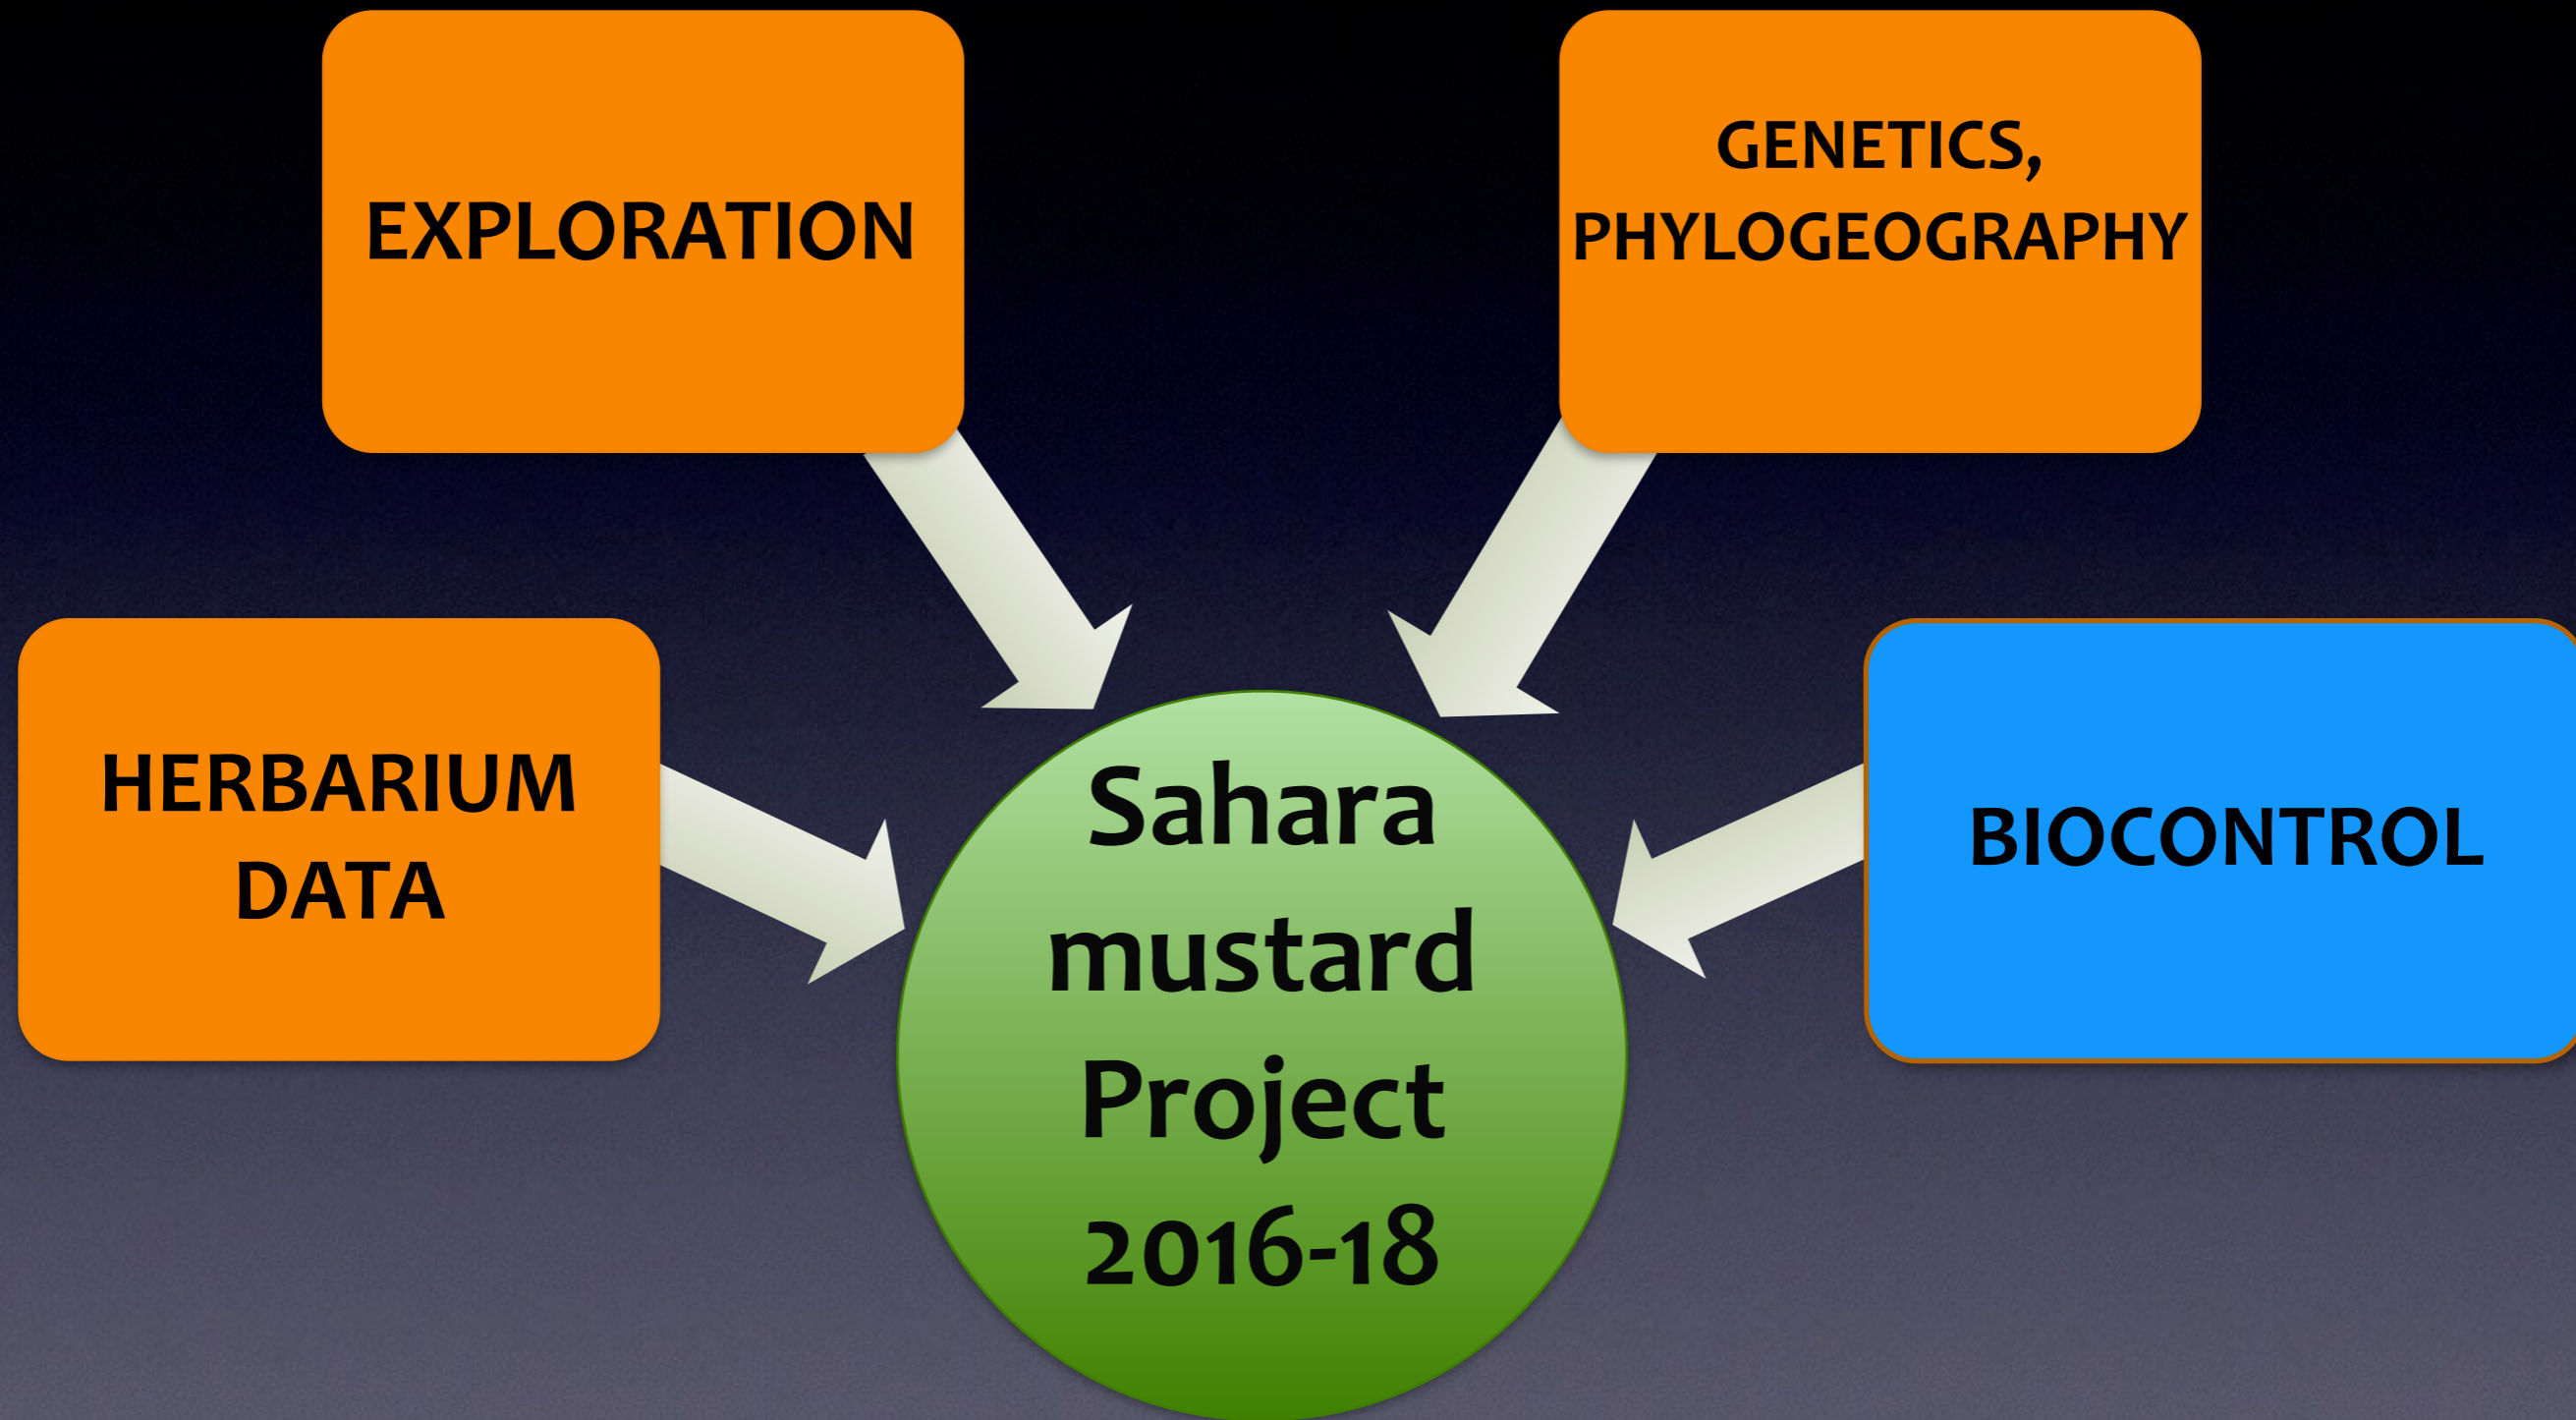 EXPLORATION
GENETICS,
PHYLOGEOGRAPHY
HERBARIUM
DATA
BIOCONTROL
Sahara
mustard
Project
2016-18